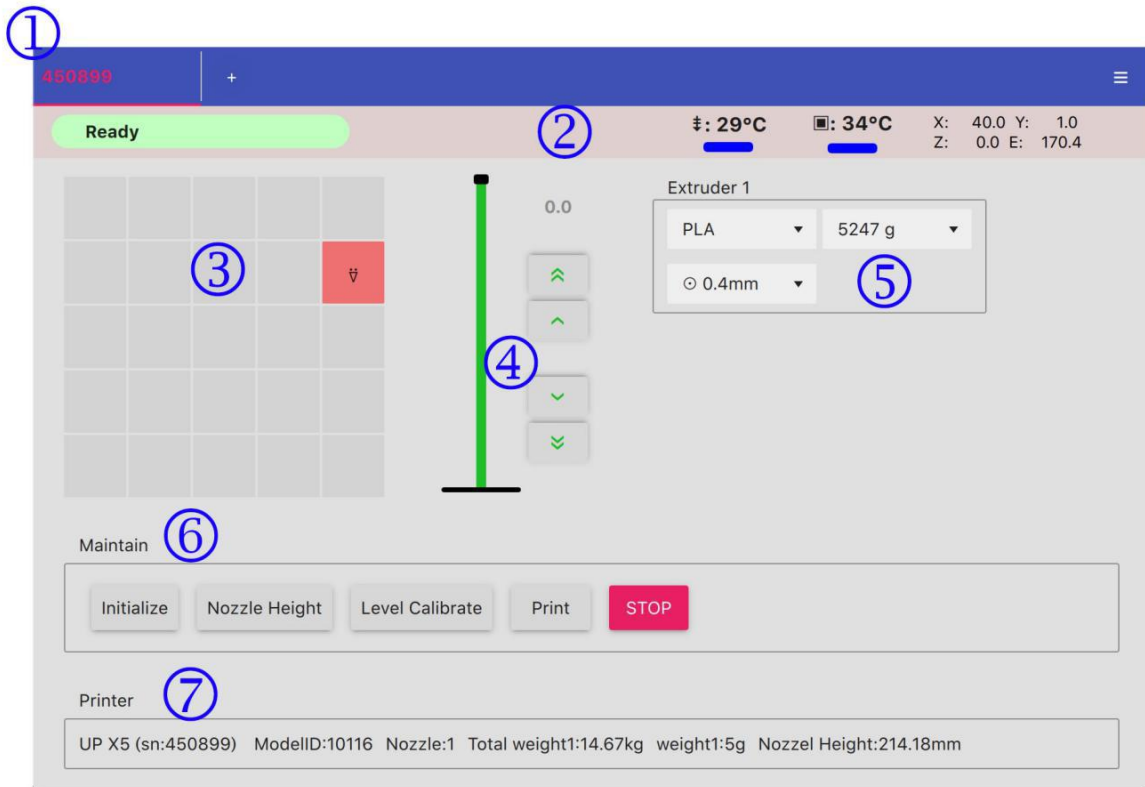 ①
450899 + ≡
Ready ② : 29°C ▣: 34°C X: 40.0 Y: 1.0
Z: 0.0 E: 170.4
0.0 Extruder 1
PLA ▼ 5247 g ▼
③
⊙ 0.4mm ▼ ⑤
④
⑥
Maintain
Initialize Nozzle Height Level Calibrate Print STOP
⑦
Printer
UP X5 (sn:450899) ModelID:10116 Nozzle:1 Total weight1:14.67kg weight1:5g Nozzel Height:214.18mm